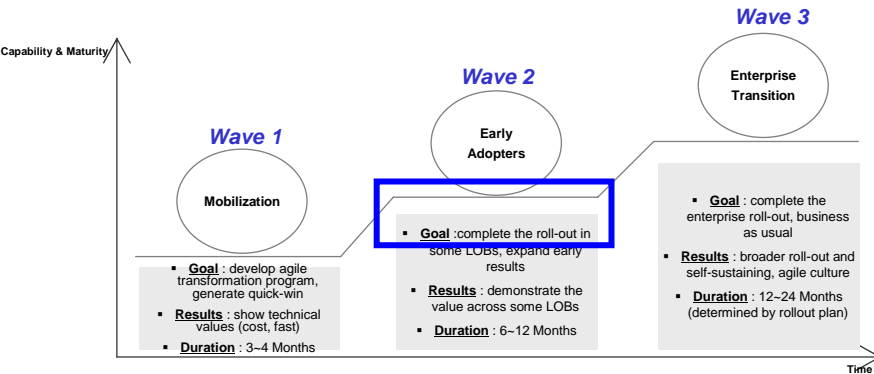 Wave 3
Capability & Maturity
Enterprise
Transition
Wave 2
Early
Adopters
Wave 1
Mobilization
▪ Goal : develop agile
transformation program,
generate quick-win
▪ Results : show technical
values (cost, fast)
▪ Duration : 3~4 Months
▪ Goal :complete the roll-out in
some LOBs, expand early
results
▪ Results : demonstrate the
value across some LOBs
▪ Duration : 6~12 Months
▪ Goal : complete the
enterprise roll-out, business
as usual
▪ Results : broader roll-out and
self-sustaining, agile culture
▪ Duration : 12~24 Months
(determined by rollout plan)
Time